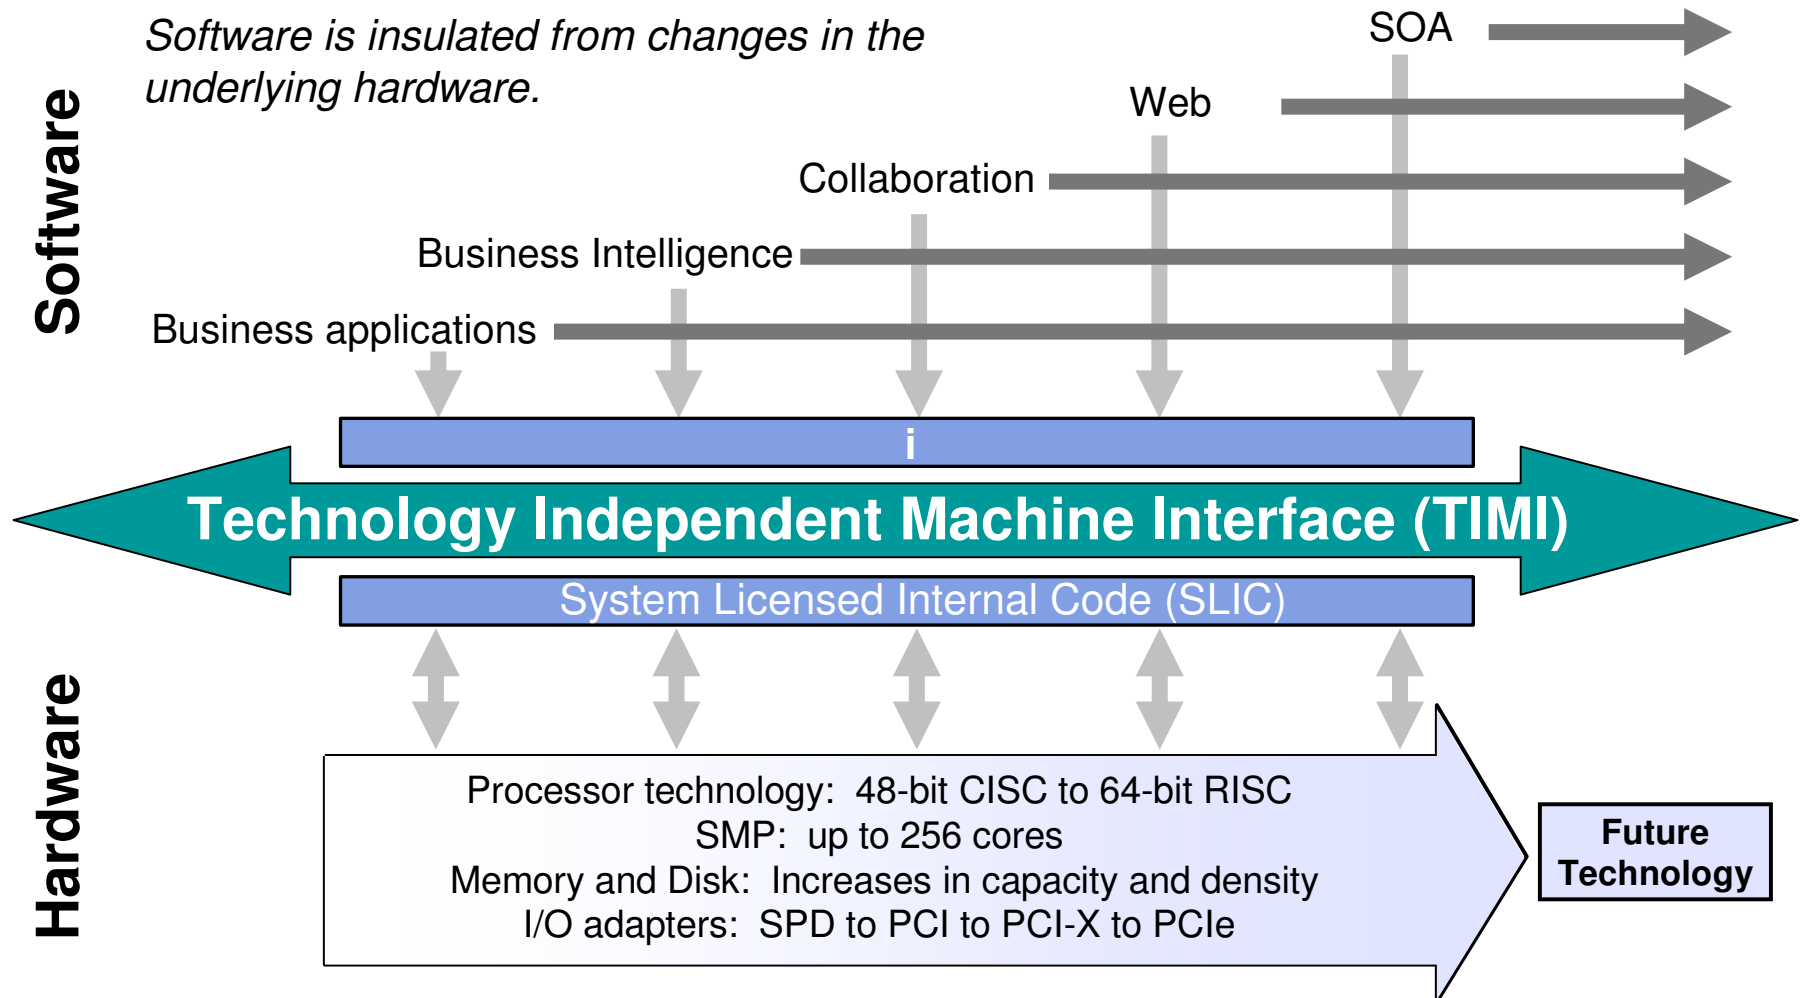 Software is insulated from changes in the
underlying hardware.
SOA
Web
Collaboration
Business Intelligence
Business applications
Software
i
Technology Independent Machine Interface (TIMI)
System Licensed Internal Code (SLIC)
Hardware
Processor technology:  48-bit CISC to 64-bit RISC
SMP:  up to 256 cores
Memory and Disk:  Increases in capacity and density
I/O adapters:  SPD to PCI to PCI-X to PCIe
Future
Technology